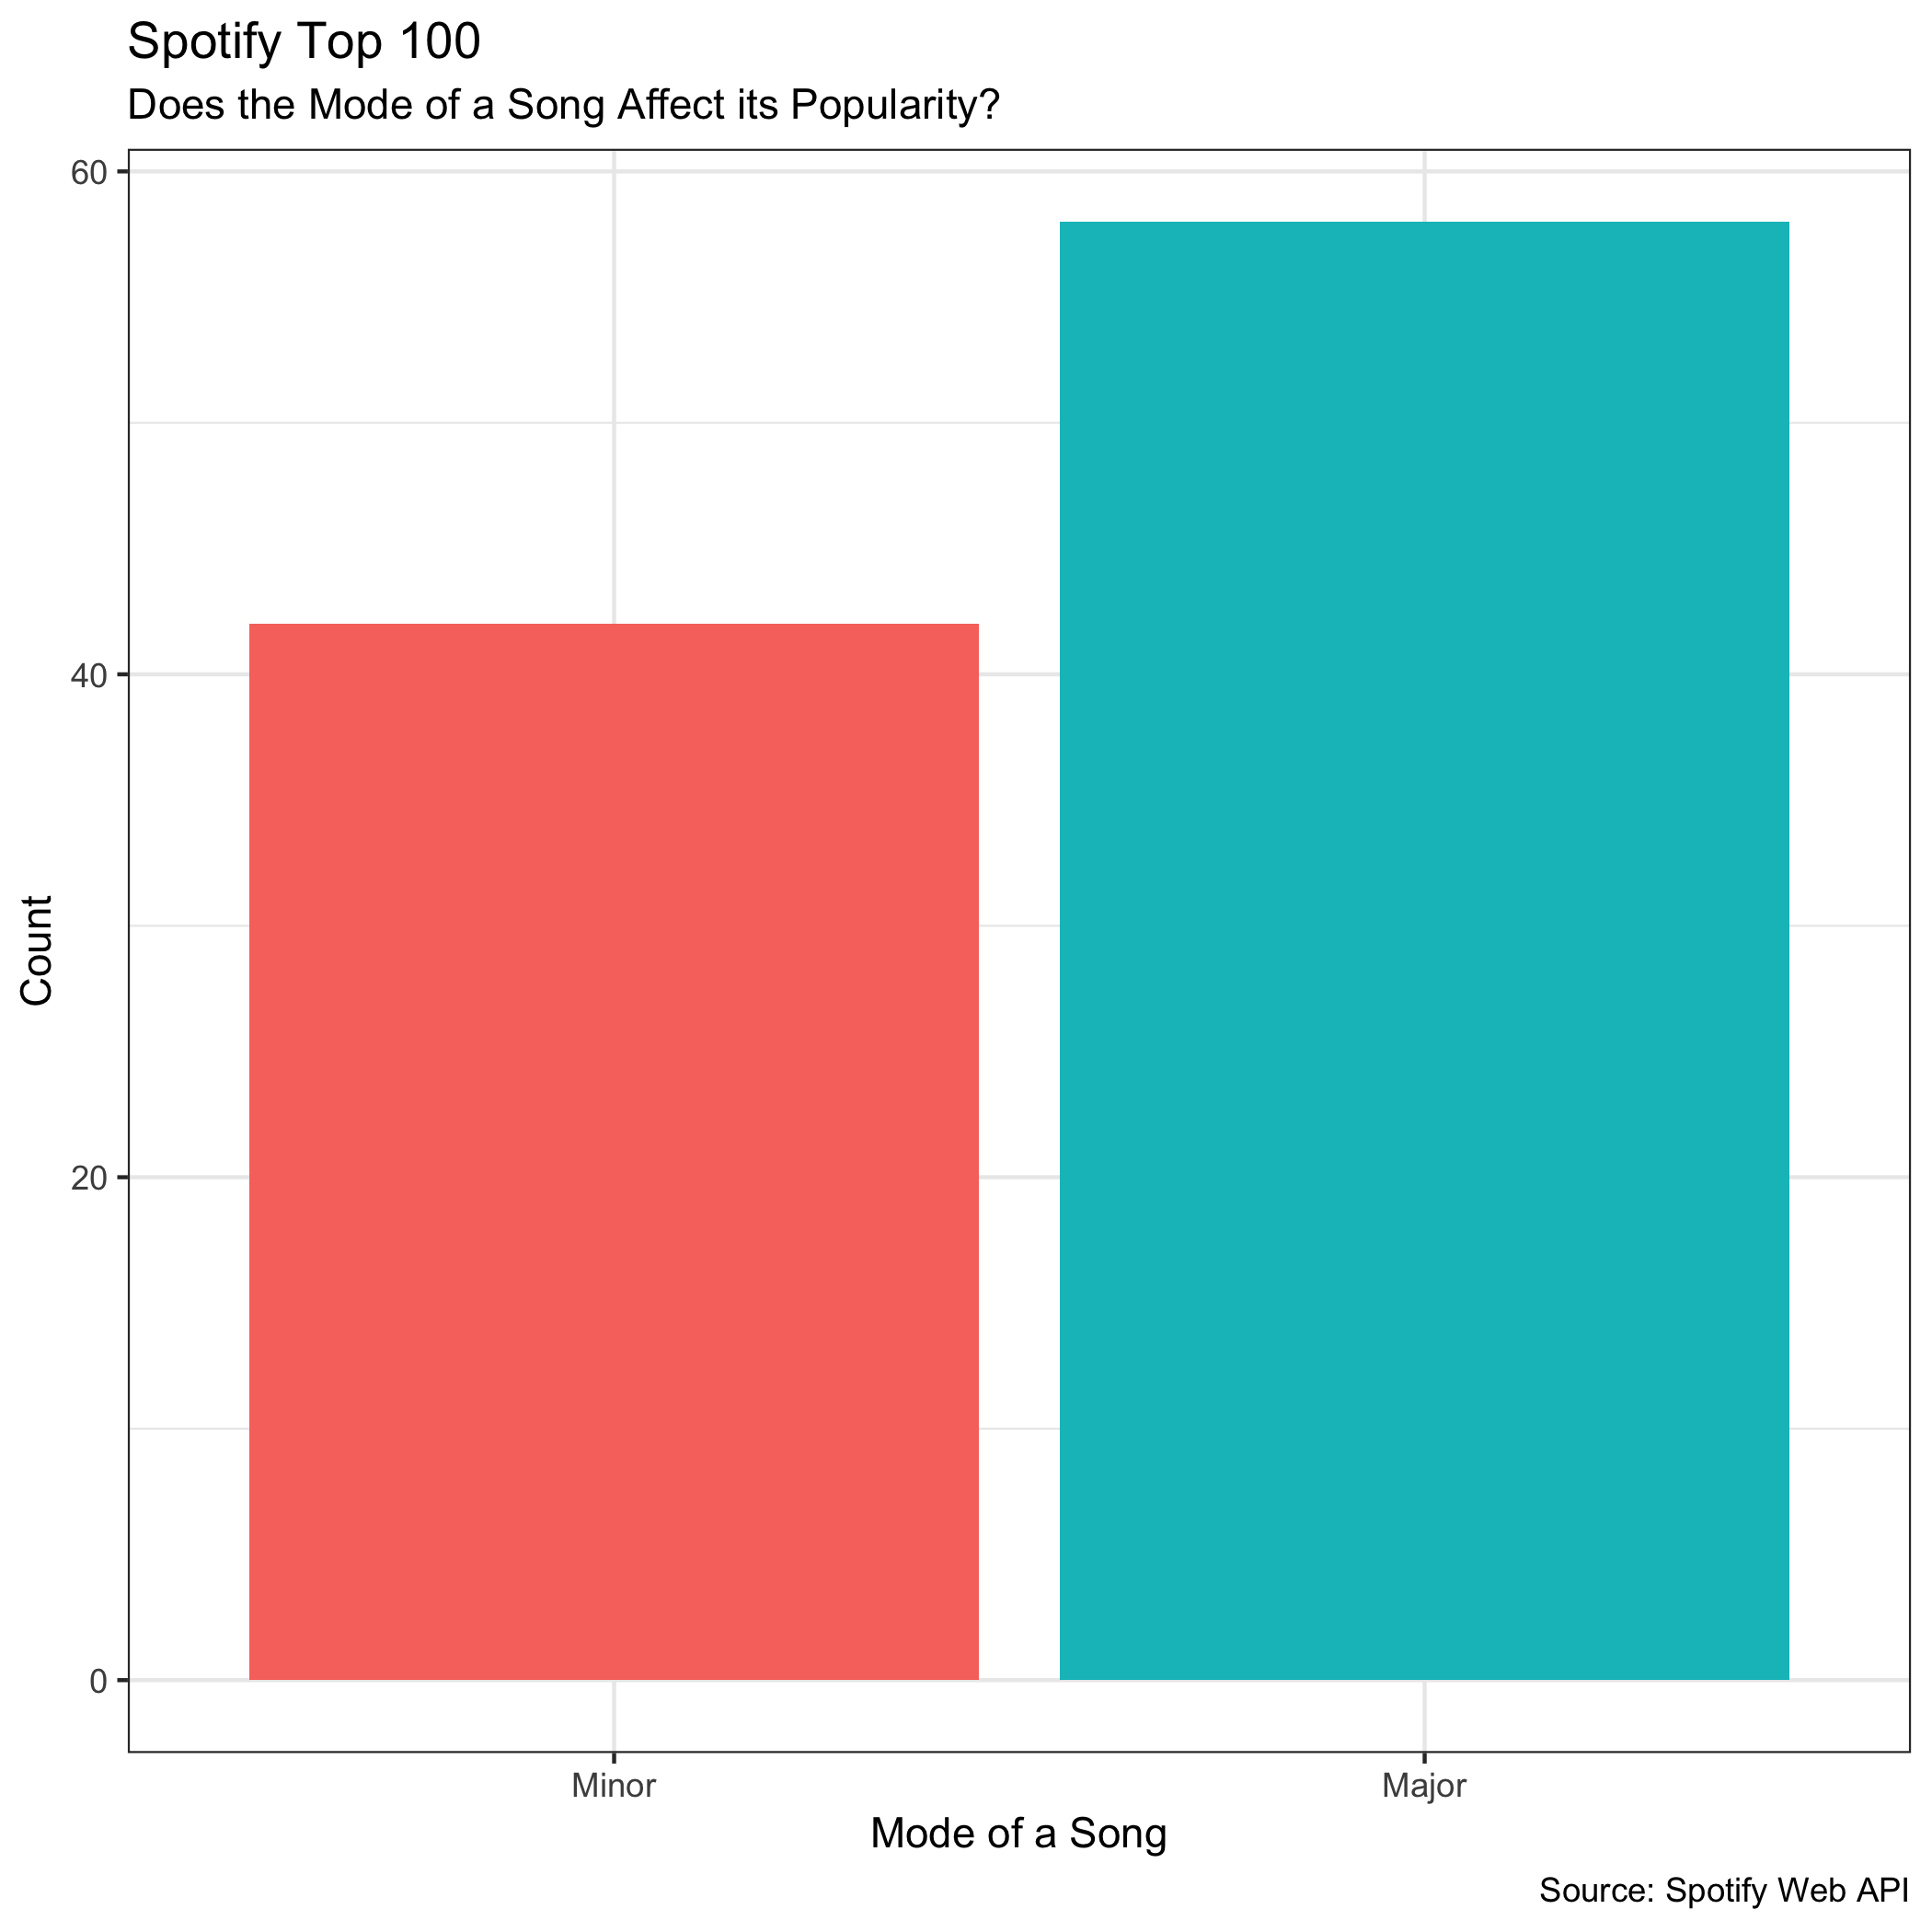 Spotify Top 100
Does the Mode of a Song Affect its Popularity?
60
40
20
0
Count
Minor
Major
Mode of a Song
Source: Spotify Web API